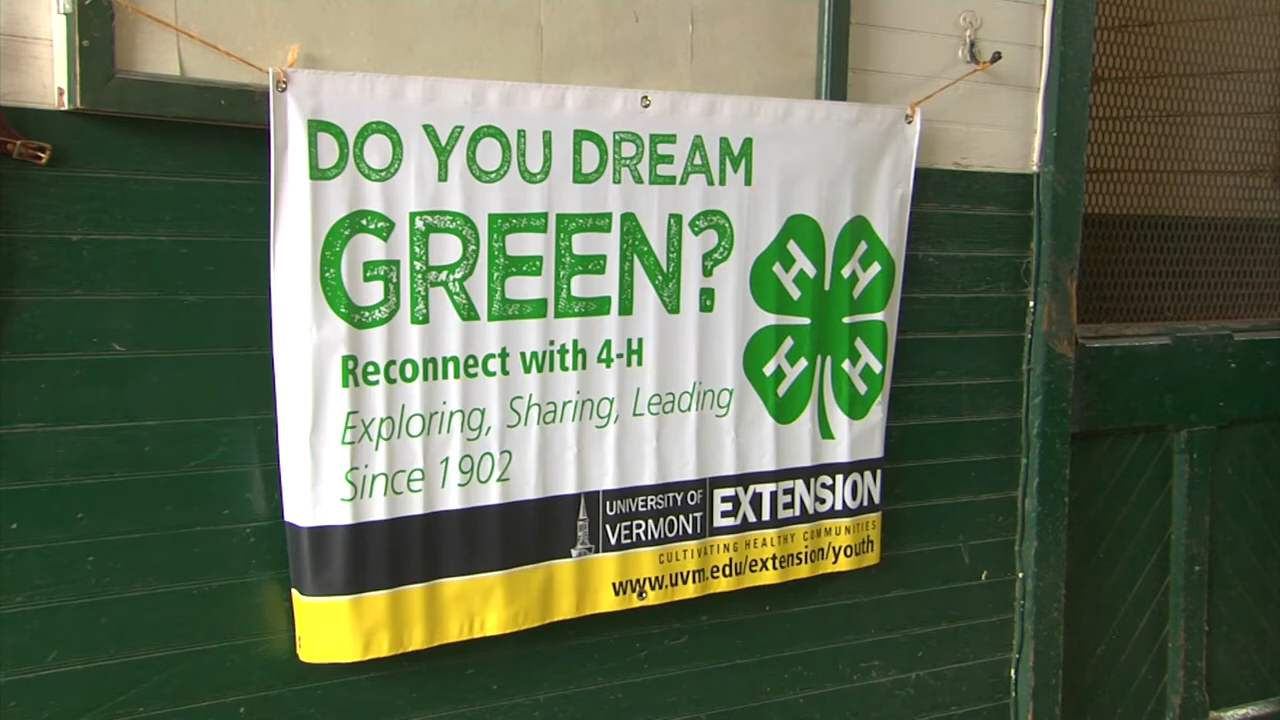 DO YOU DREAM
GREEN?
H H
H H
Reconnect with 4-H
Exploring, Sharing, Leading
Since 1902
UNIVERSITY OF
VERMONT
EXTENSION
CULTIVATING HEALTHY COMMUNITIES
www.uvm.edu/extension/youth